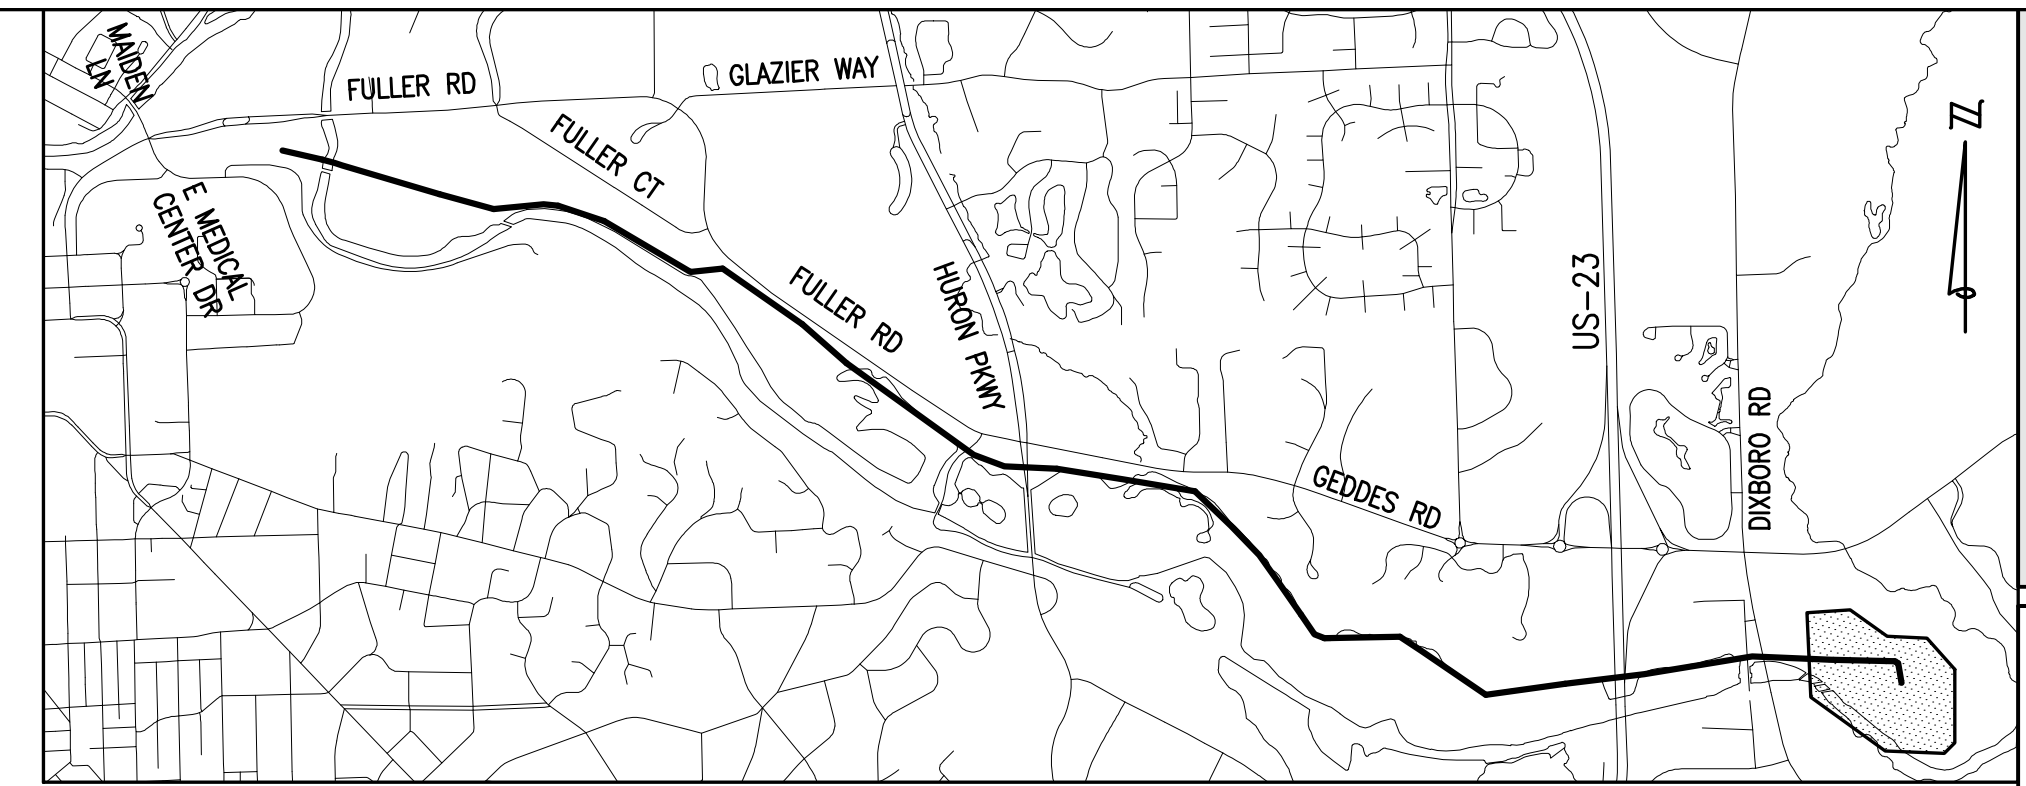 MAIDEN
LN
FULLER RD
GLAZIER WAY
FULLER CT
E MEDICAL
CENTER DR
FULLER RD
HURON PKWY
US-23
GEDDES RD
DIXBORO RD
N